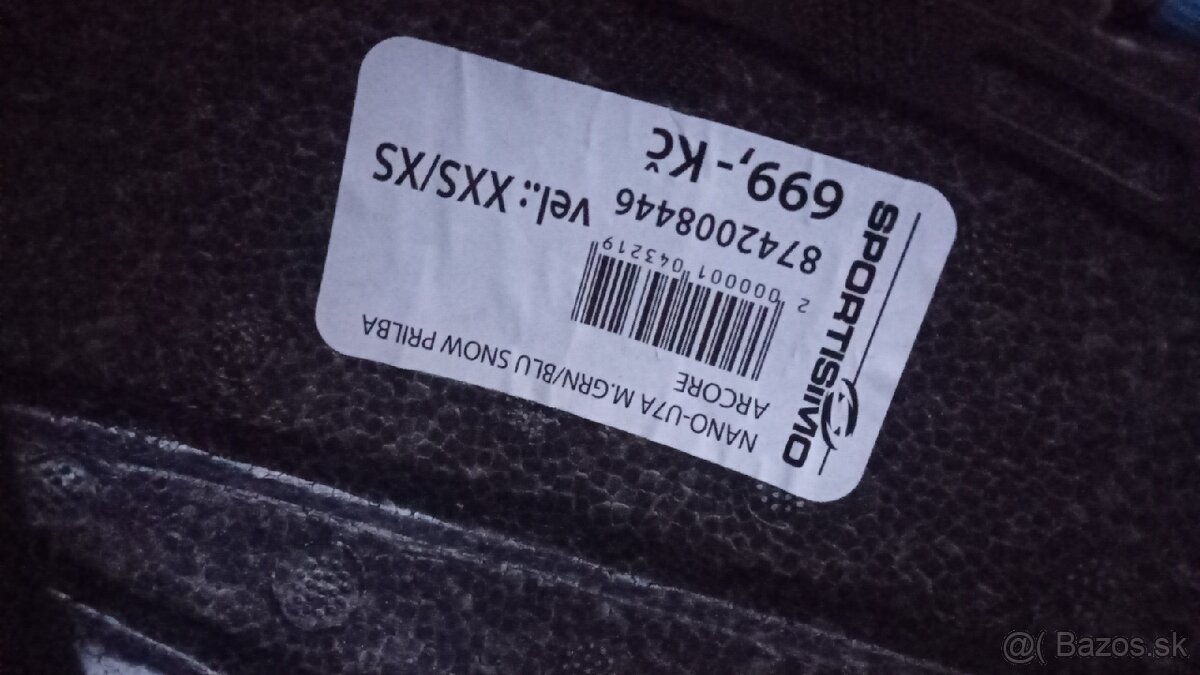 NANO-U7A M.GRN/BLU SNOW PRILBA
ARCORE
2 000001 043219
8742008446 vel.: XXS/XS
699,-Kč
SPORTISIMO
@( Bazos.sk